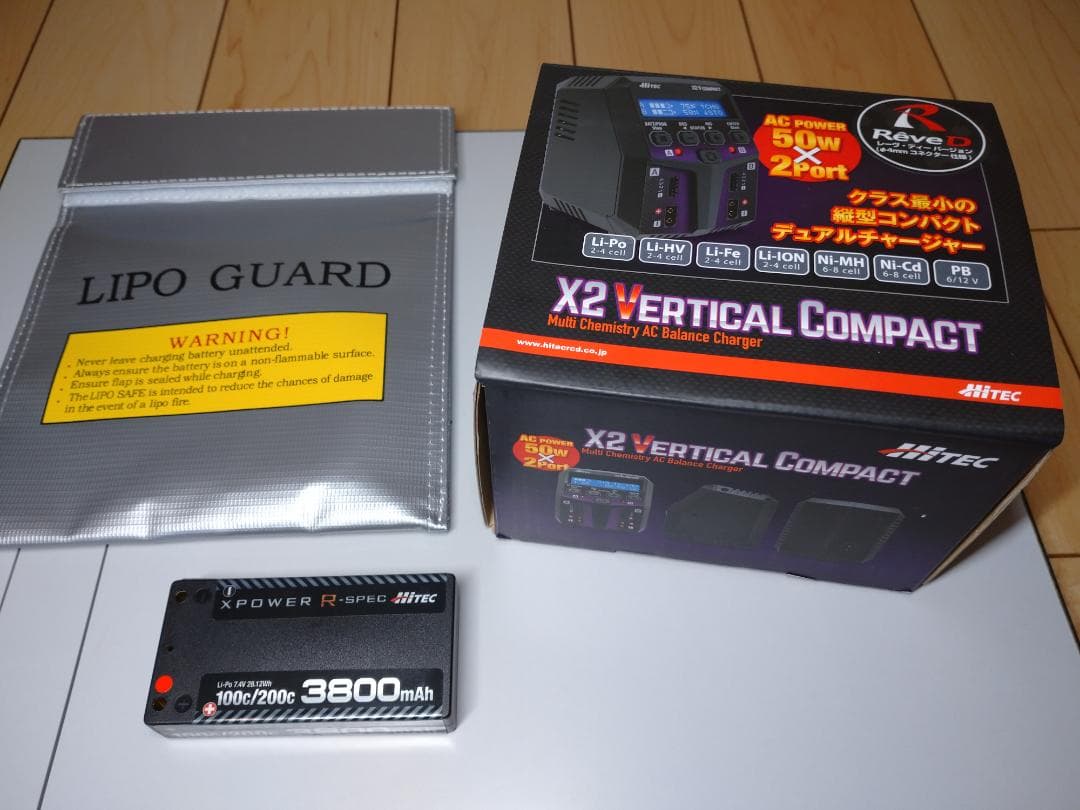 LIPO GUARD
WARNING!
. Never leave charging battery unattended.
. Always ensure the battery is on a non-flammable surface.
. Ensure flap is sealed while charging.
. The LIPO SAFE is intended to reduce the chances of damage
in the event of a lipo fire.
HiTEC
AC POWER
50W
×
2Port
RêveD
レーヴ・ディーバージョン
(φ4mm コネクター仕様)
クラス最小の
縦型コンパクト
デュアルチャージャー
Li-Po
2-4 cell
Li-HV
2-4 cell
Li-Fe
2-4 cell
Li-ION
2-4 cell
Ni-MH
6-8 cell
Ni-Cd
6-8 cell
PB
6/12 V
X2 VERTICAL COMPACT
Multi Chemistry AC Balance Charger
www.hitecrcd.co.jp
HiTEC
AC POWER
50W
×
2Port
X2 VERTICAL COMPACT
Multi Chemistry AC Balance Charger
HiTEC
XPOWER R-SPEC HiTEC
Li-Po 7.4V 28.12Wh
100c/200c 3800mAh